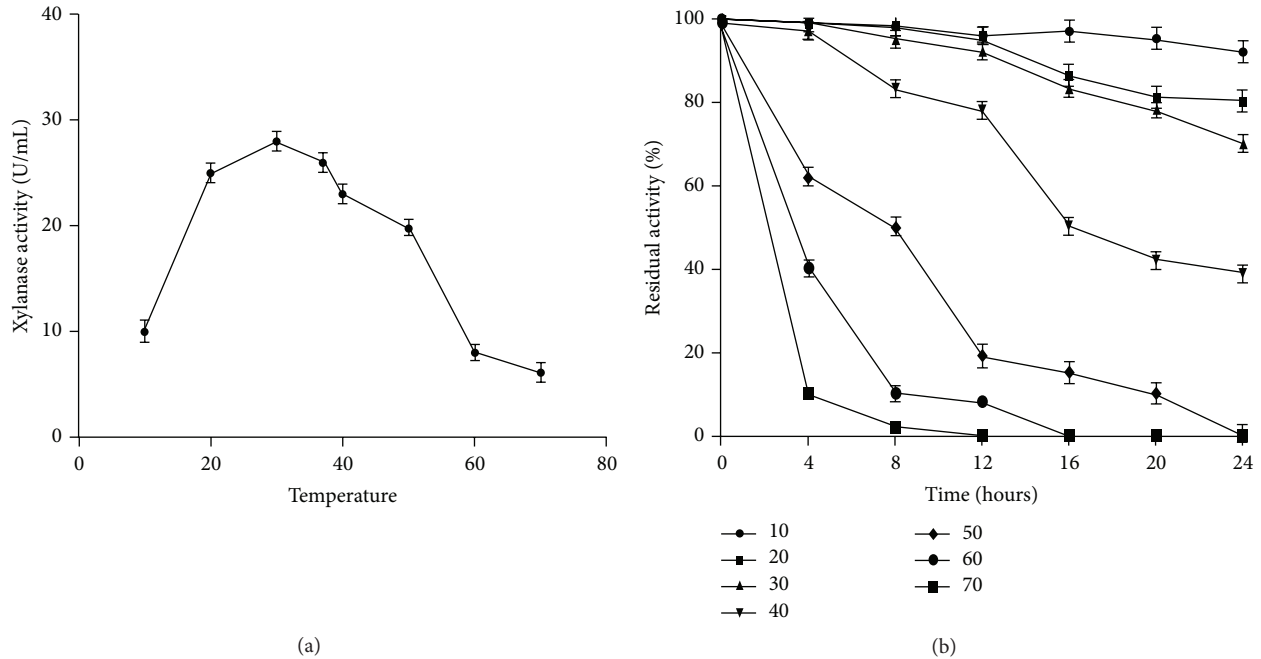 40
30
20
10
0
Xylanase activity (U/mL)
0 20 40 60 80
Temperature
(a)
100
80
60
40
20
0
Residual activity (%)
0 4 8 12 16 20 24
Time (hours)
10
20
30
40
50
60
70
(b)